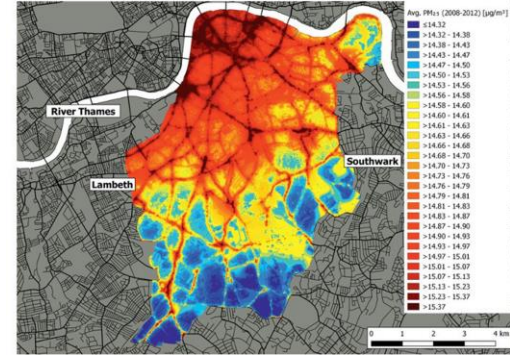 Avg. PM2.5 (2008-2012) [µg/m³]
≤14.32
>14.32 - 14.38
>14.38 - 14.43
>14.43 - 14.47
>14.47 - 14.50
>14.50 - 14.53
>14.53 - 14.56
>14.56 - 14.58
>14.58 - 14.60
>14.60 - 14.61
>14.61 - 14.63
>14.63 - 14.66
>14.66 - 14.68
>14.68 - 14.70
>14.70 - 14.73
>14.73 - 14.76
>14.76 - 14.79
>14.79 - 14.81
>14.81 - 14.83
>14.83 - 14.87
>14.87 - 14.90
>14.90 - 14.93
>14.93 - 14.97
>14.97 - 15.01
>15.01 - 15.07
>15.07 - 15.13
>15.13 - 15.23
>15.23 - 15.37
>15.37
River Thames
Southwark
Lambeth
0 1 2 3 4 km